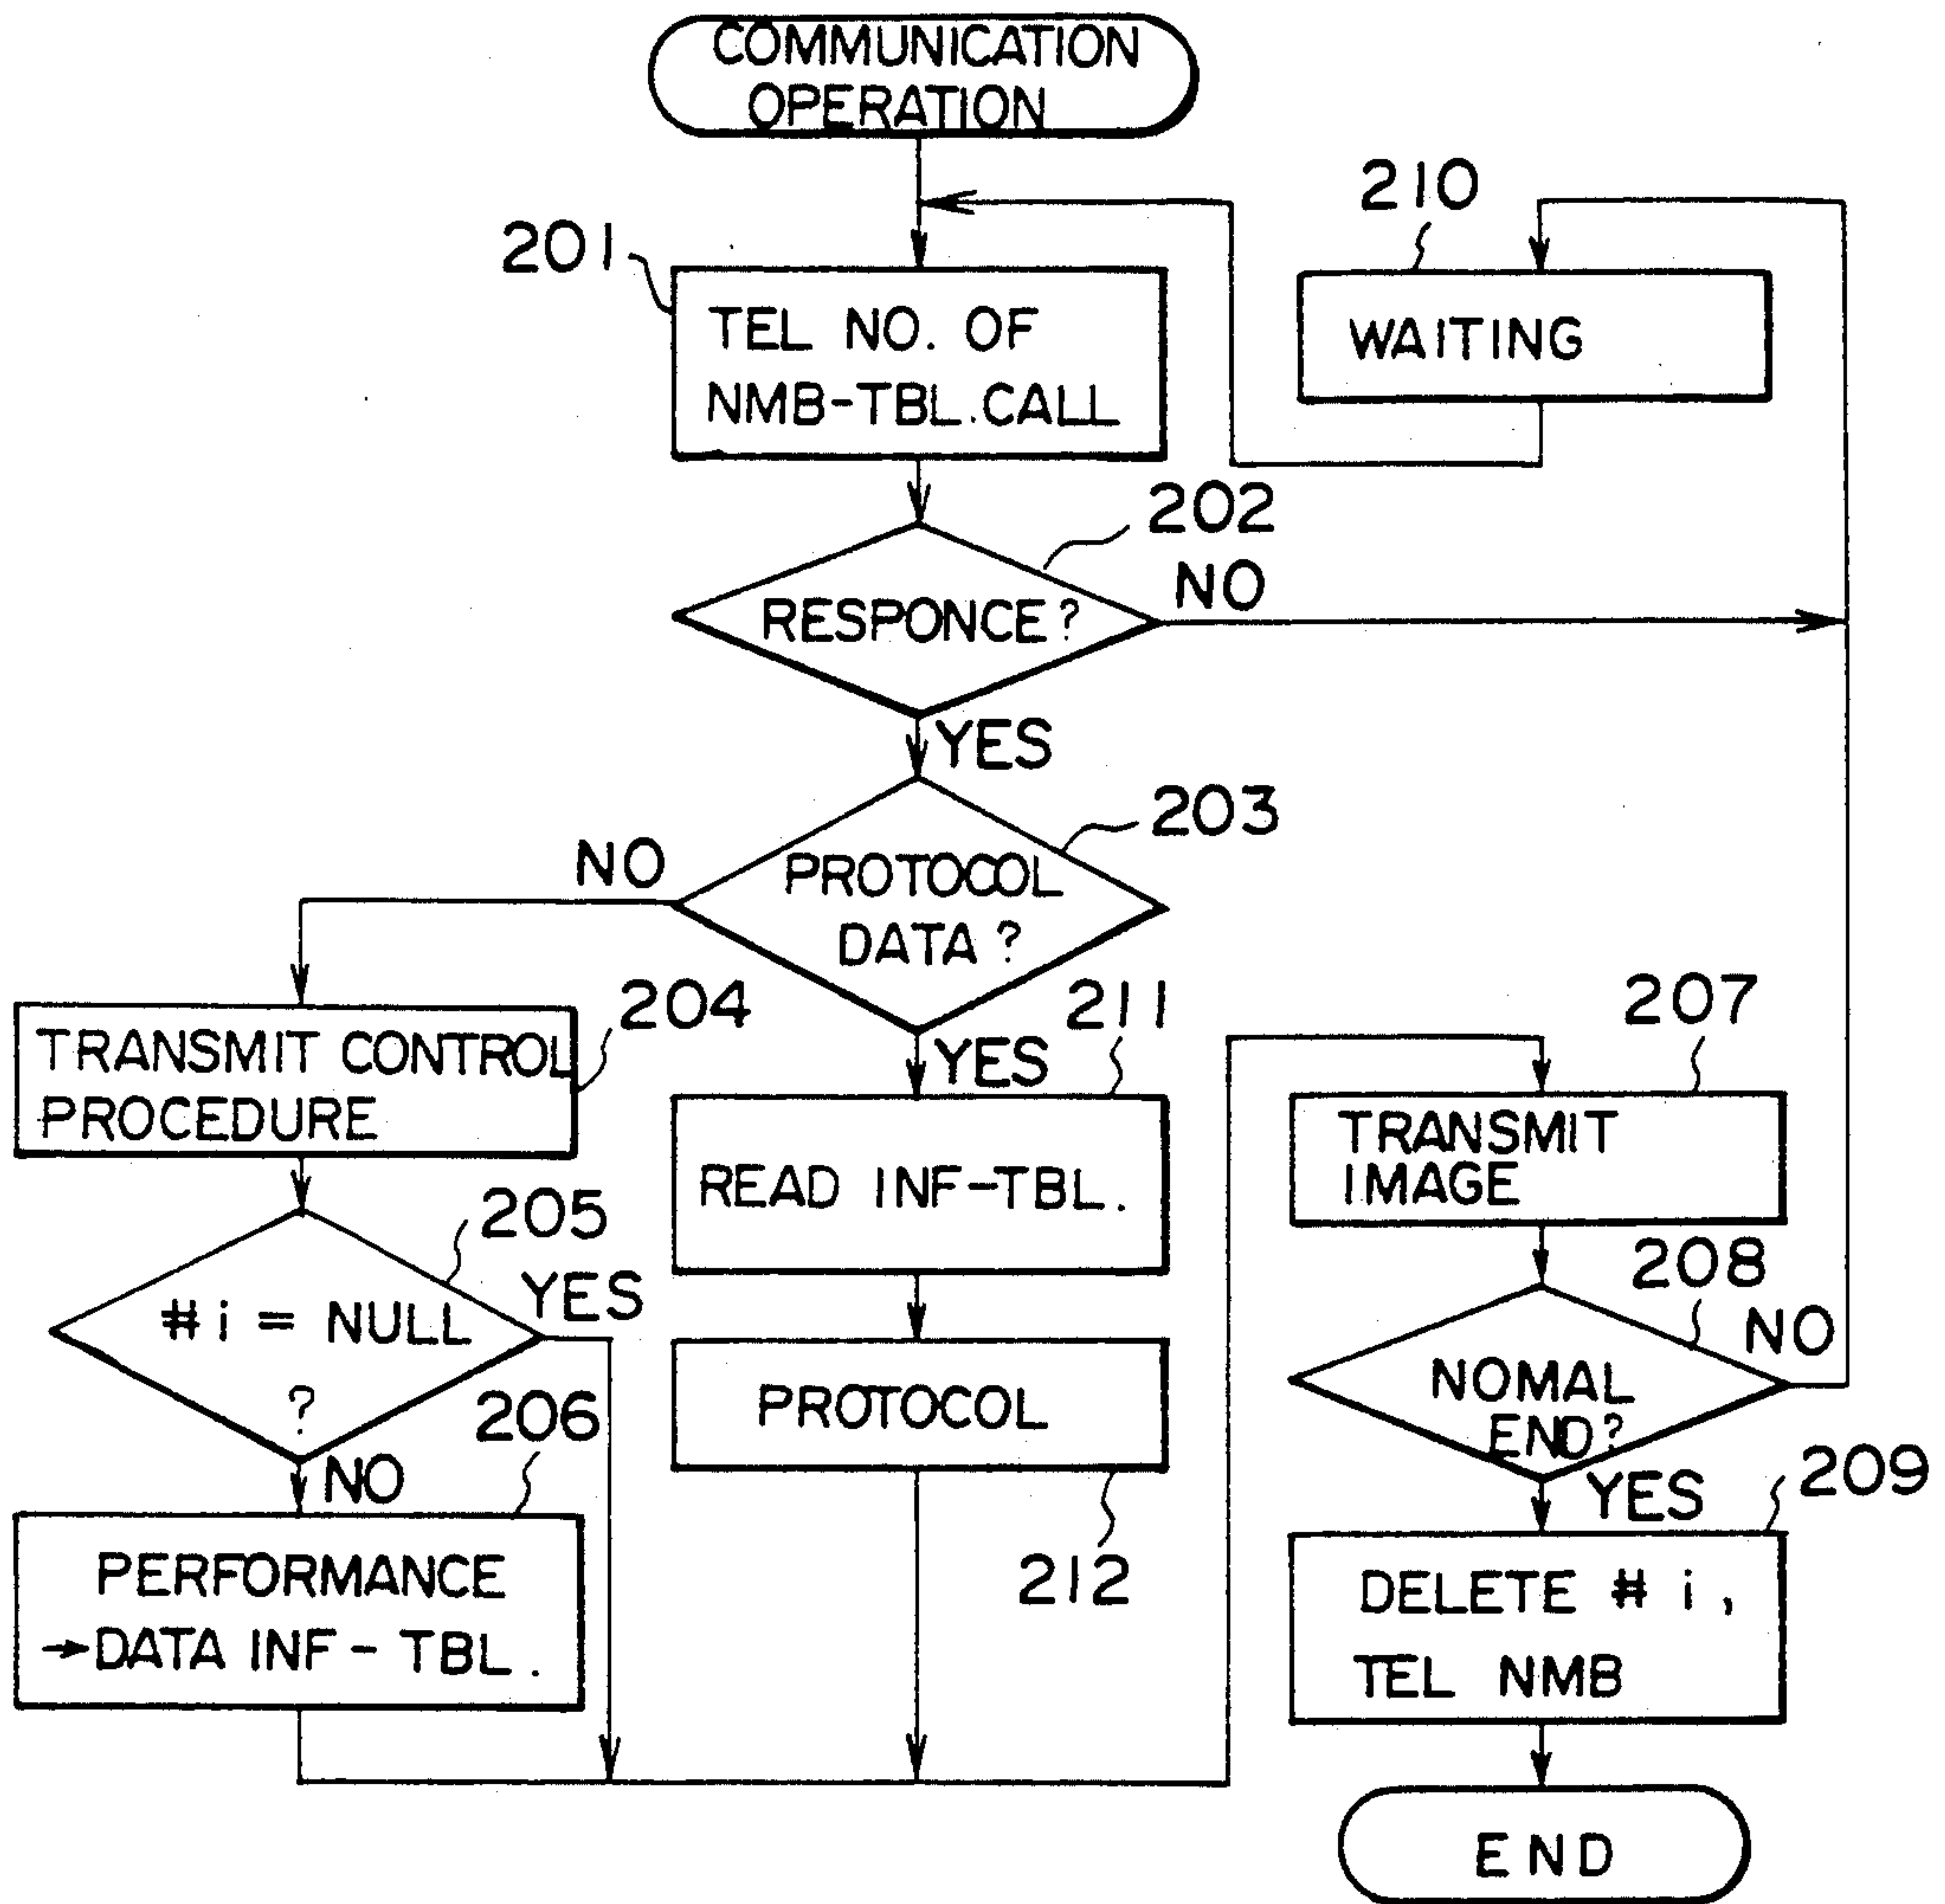 COMMUNICATION
OPERATION
210
201
TEL NO. OF
NMB-TBL.CALL
WAITING
202
NO
RESPONCE?
YES
203
NO
PROTOCOL
DATA?
204
211
207
YES
TRANSMIT CONTROL
PROCEDURE
TRANSMIT
IMAGE
READ INF-TBL.
205
YES
208
NO
#i = NULL
?
NOMAL
END?
PROTOCOL
206
NO
YES
209
212
PERFORMANCE
→DATA INF-TBL.
DELETE # i,
TEL NMB
END